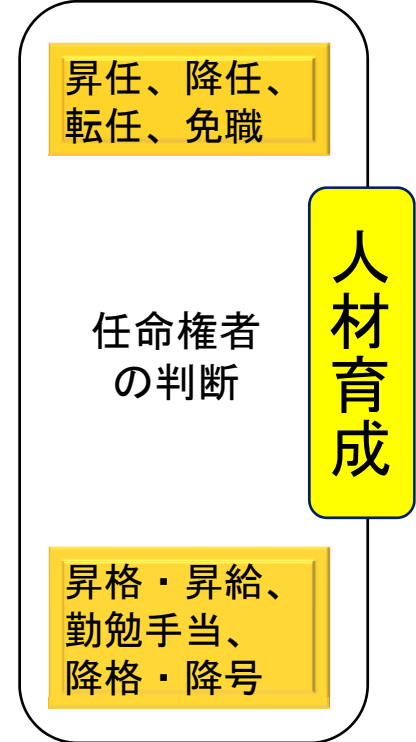 昇任、降任、
転任、免職
任命権者
の判断
人材育成
昇格・昇給、
勤勉手当、
降格・降号